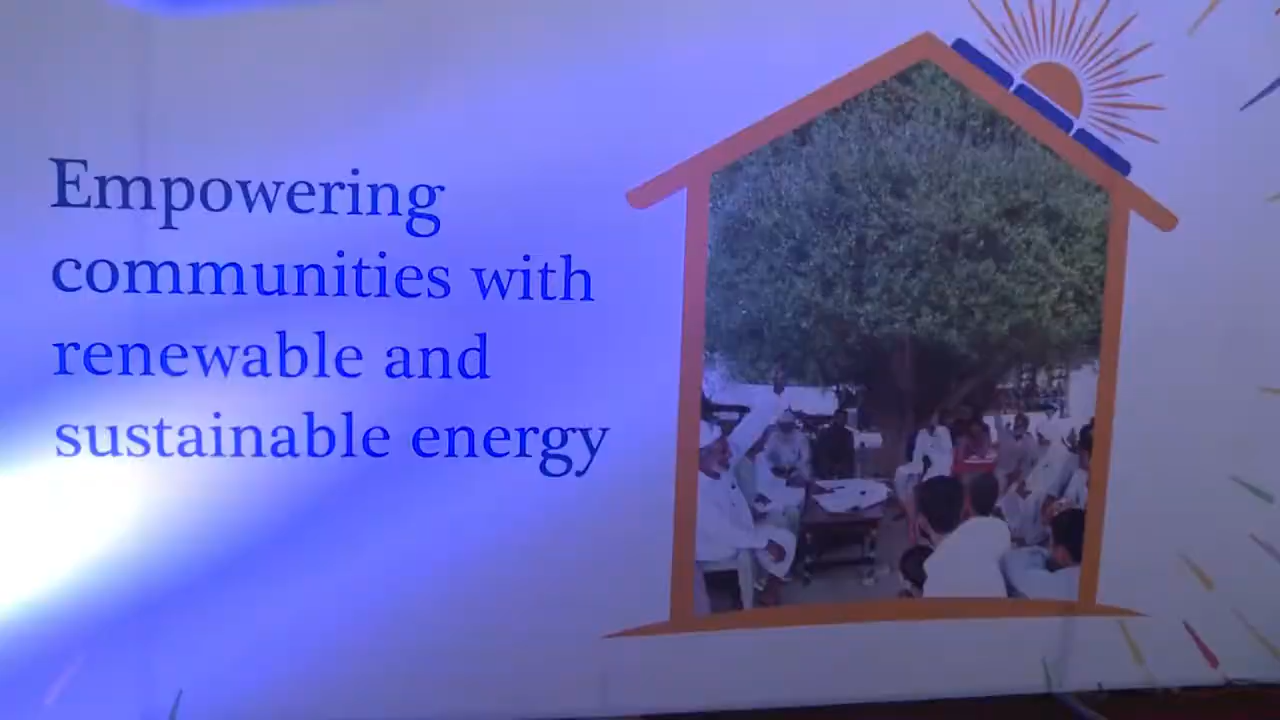 Empowering
communities with
renewable and
sustainable energy